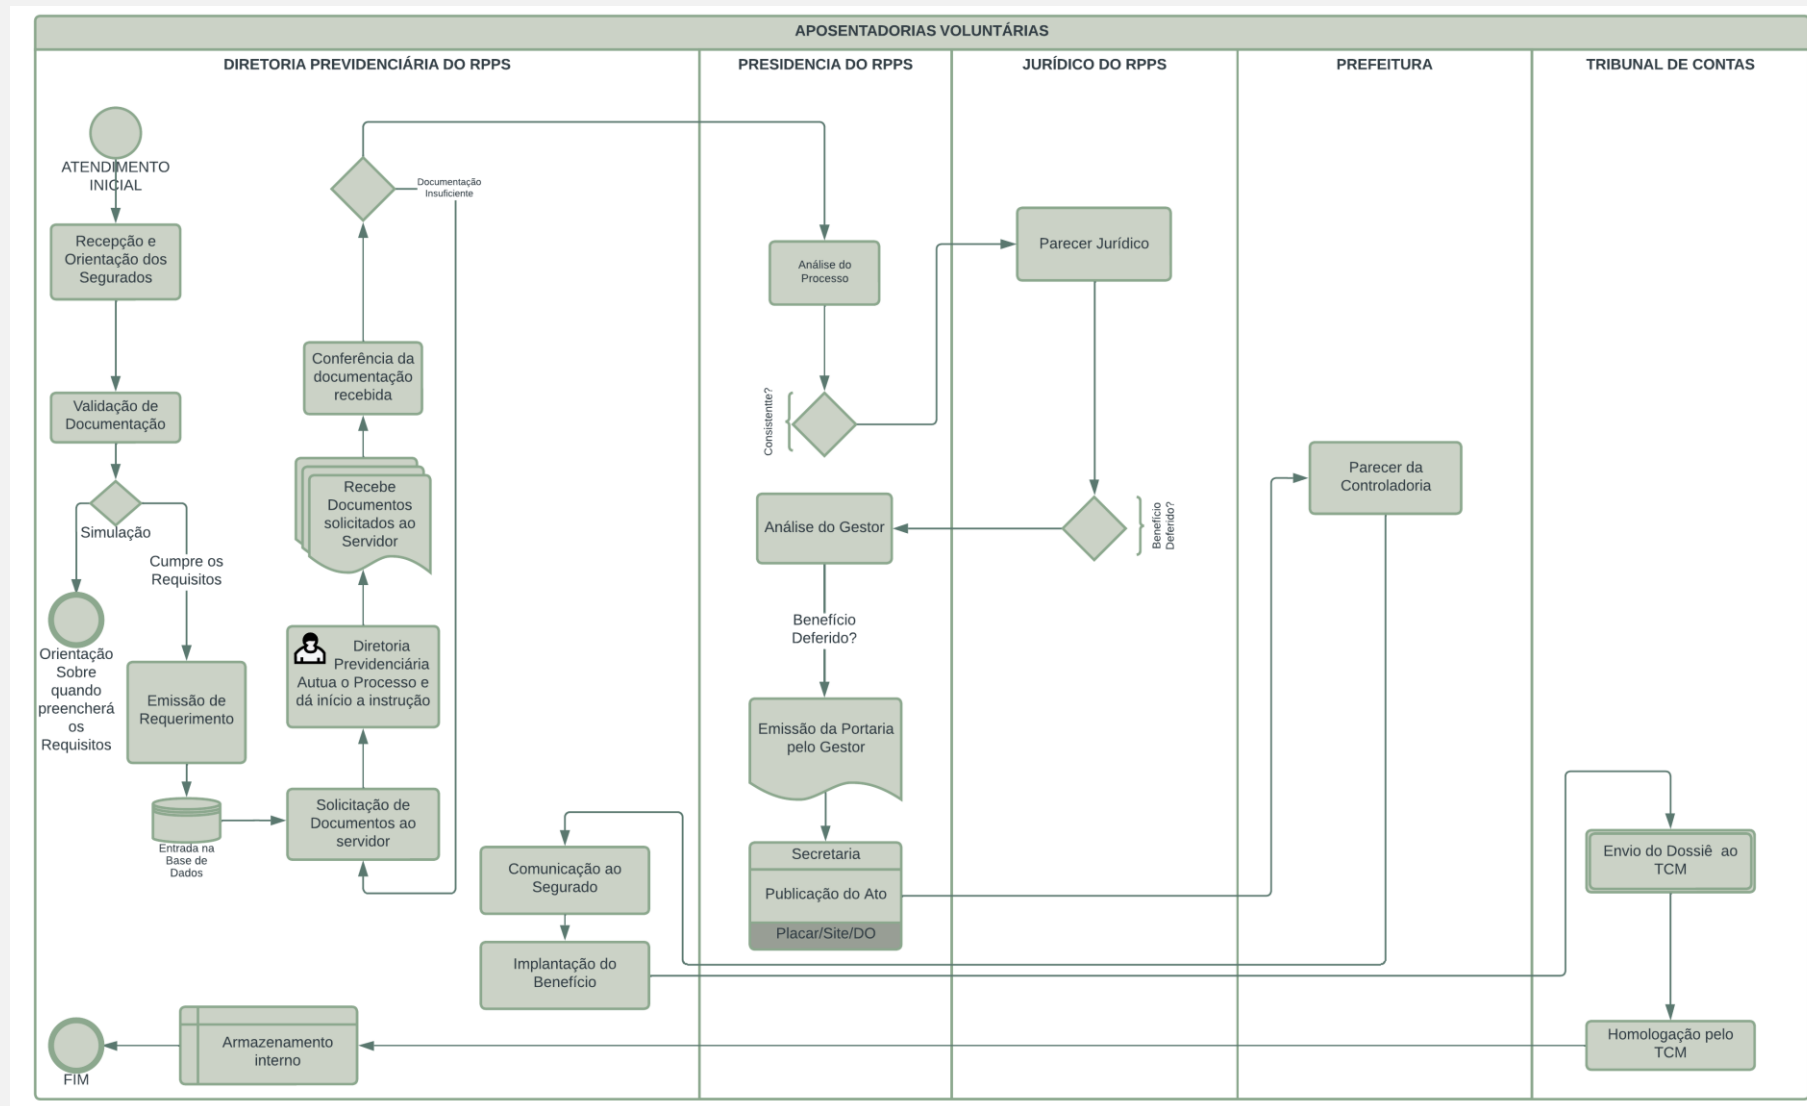 APOSENTADORIAS VOLUNTÁRIAS
DIRETORIA PREVIDENCIÁRIA DO RPPS
PRESIDENCIA DO RPPS
JURÍDICO DO RPPS
PREFEITURA
TRIBUNAL DE CONTAS
ATENDIMENTO
INICIAL
Recepção e
Orientação dos
Segurados
Validação de
Documentação
Simulação
Cumpre os
Requisitos
Orientação
Sobre
quando
preencherá
os
Requisitos
Emissão de
Requerimento
Entrada na
Base de
Dados
Solicitação de
Documentos ao
servidor
Diretoria
Previdenciária
Autua o Processo e
dá início a instrução
Recebe
Documentos
solicitados ao
Servidor
Conferência da
documentação
recebida
Documentação
Insuficiente
Análise do
Processo
Consistentte?
Parecer Jurídico
Benefício
Deferido?
Análise do Gestor
Benefício
Deferido?
Emissão da Portaria
pelo Gestor
Secretaria
Publicação do Ato
Placar/Site/DO
Parecer da
Controladoria
Comunicação ao
Segurado
Implantação do
Benefício
Envio do Dossiê ao
TCM
Homologação pelo
TCM
Armazenamento
interno
FIM